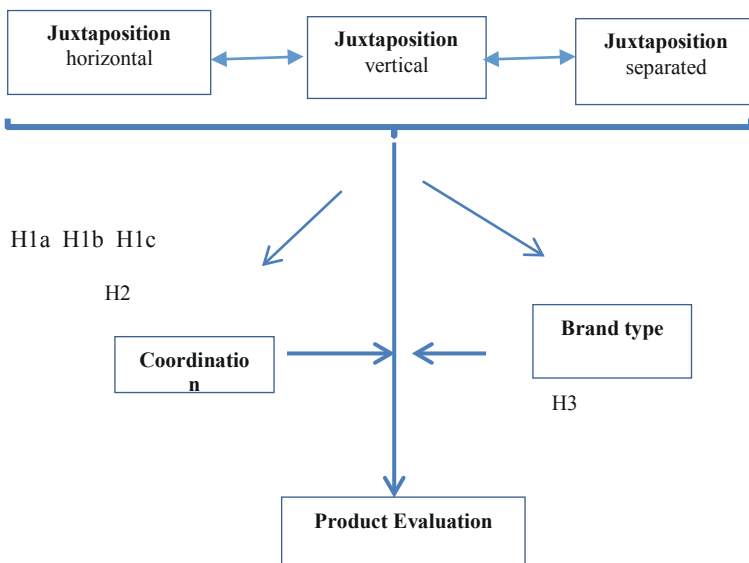 Juxtaposition
horizontal
Juxtaposition
vertical
Juxtaposition
separated
H1a H1b H1c
H2
Coordinatio
n
Brand type
H3
Product Evaluation